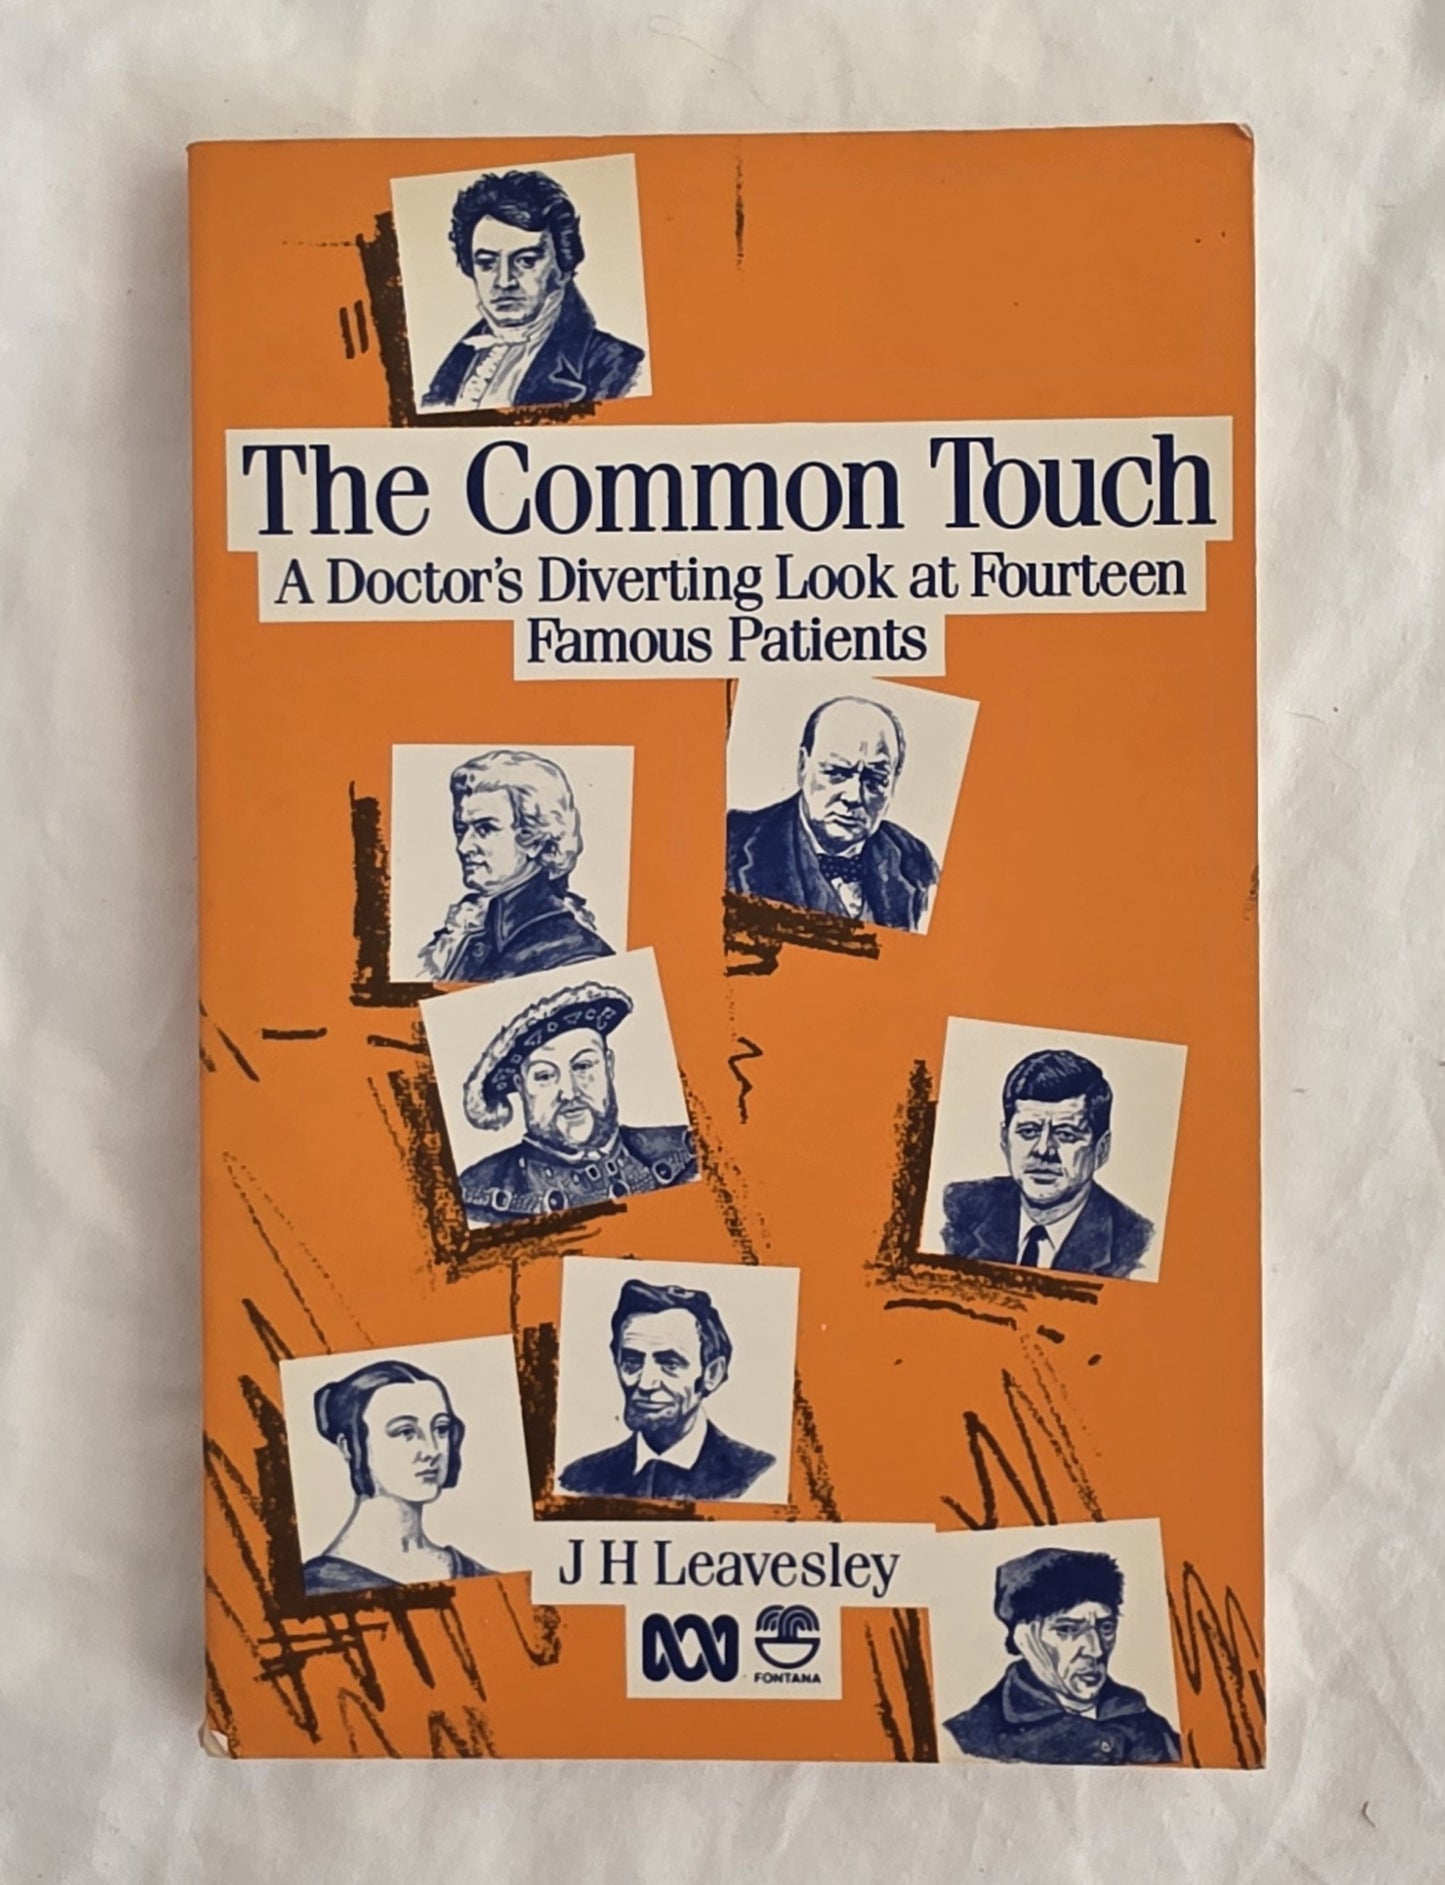 The Common Touch
A Doctor's Diverting Look at Fourteen
Famous Patients
J H Leavesley
FONTANA